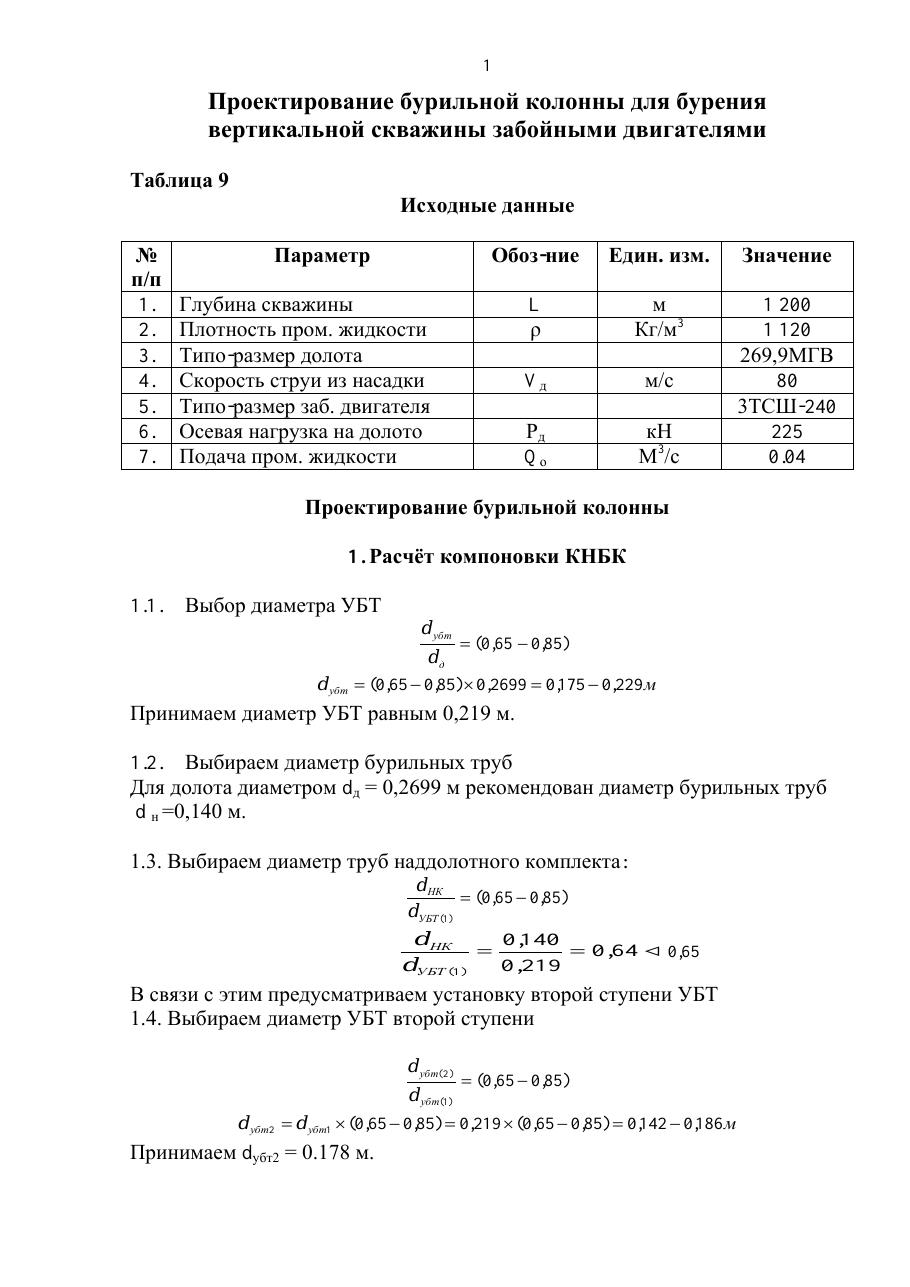 1
Проектирование бурильной колонны для бурения
вертикальной скважины забойными двигателями
Таблица 9
Исходные данные
№ п/п Параметр Обоз-ние Един. изм. Значение
1. Глубина скважины L м 1 200
2. Плотность пром. жидкости ρ Кг/м³ 1 120
3. Типо-размер долота 269,9МГВ
4. Скорость струи из насадки V д м/с 80
5. Типо-размер заб. двигателя 3ТСШ-240
6. Осевая нагрузка на долото Рд кН 225
7. Подача пром. жидкости Q о М³/с 0.04
Проектирование бурильной колонны
1.Расчёт компоновки КНБК
1.1. Выбор диаметра УБТ
d убт / dд = (0,65 − 0,85)
d убт = (0,65 − 0,85)× 0,2699 = 0,175 − 0,229м
Принимаем диаметр УБТ равным 0,219 м.
1.2. Выбираем диаметр бурильных труб
Для долота диаметром dд = 0,2699 м рекомендован диаметр бурильных труб
d н =0,140 м.
1.3. Выбираем диаметр труб наддолотного комплекта:
dНК / dУБТ(1) = (0,65 − 0,85)
dНК / dУБТ(1) = 0,140 / 0,219 = 0,64 ⊲ 0,65
В связи с этим предусматриваем установку второй ступени УБТ
1.4. Выбираем диаметр УБТ второй ступени
d убт(2) / d убт(1) = (0,65 − 0,85)
d убт2 = d убт1 × (0,65 − 0,85) = 0,219 × (0,65 − 0,85) = 0,142 − 0,186м
Принимаем dубт2 = 0.178 м.